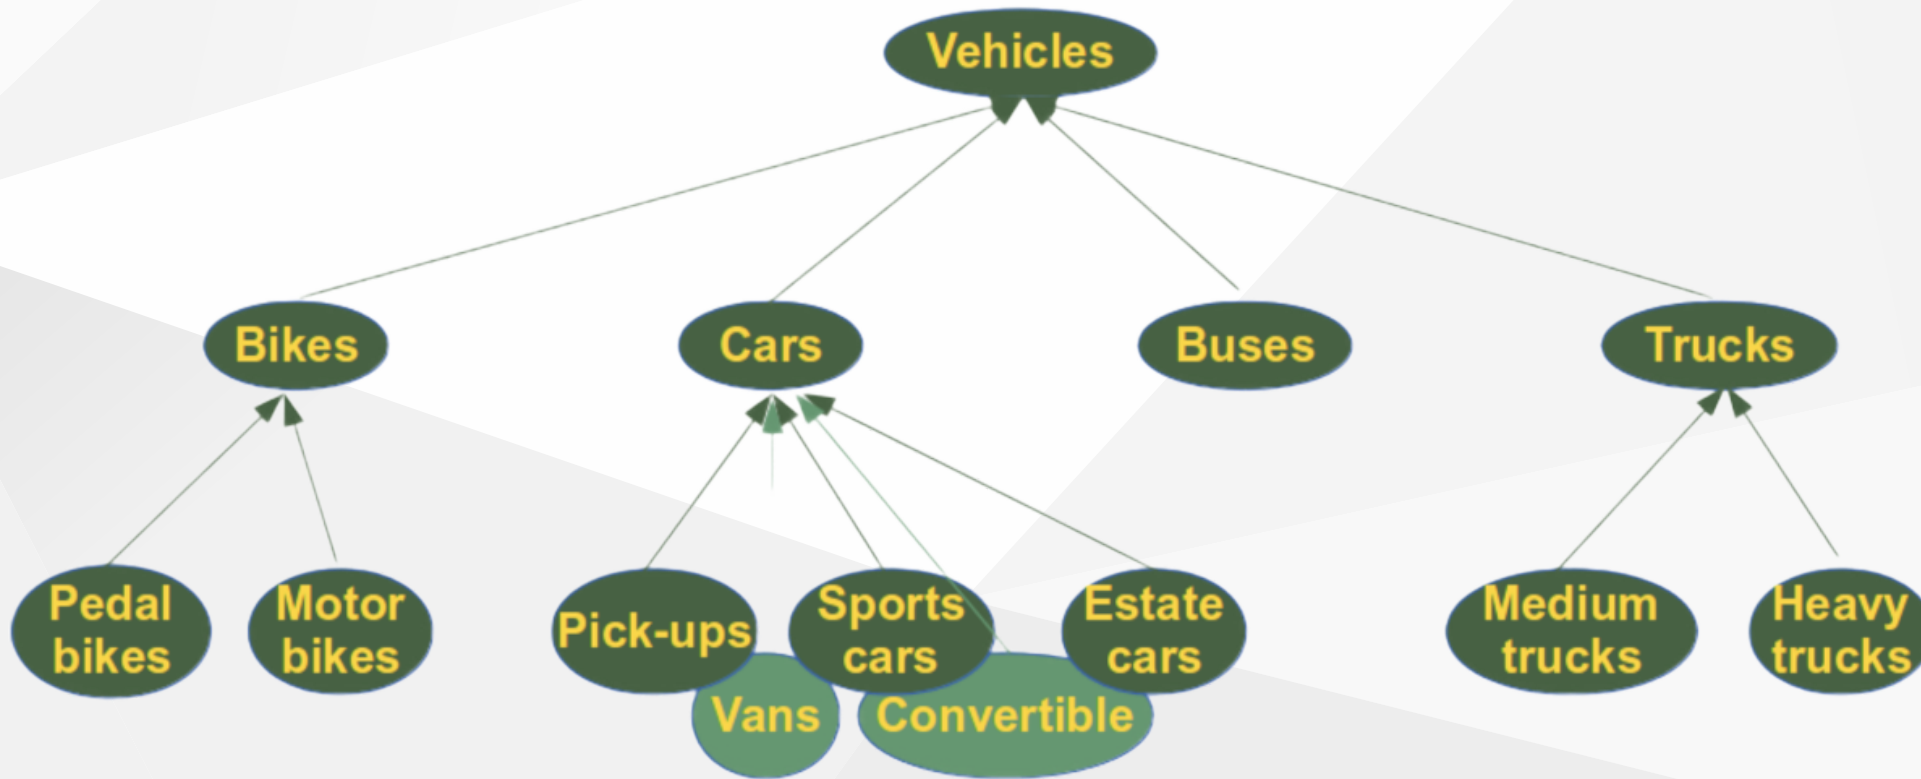 Vehicles
Bikes
Cars
Buses
Trucks
Pedal
bikes
Motor
bikes
Pick-ups
Sports
cars
Estate
cars
Medium
trucks
Heavy
trucks
Vans
Convertible